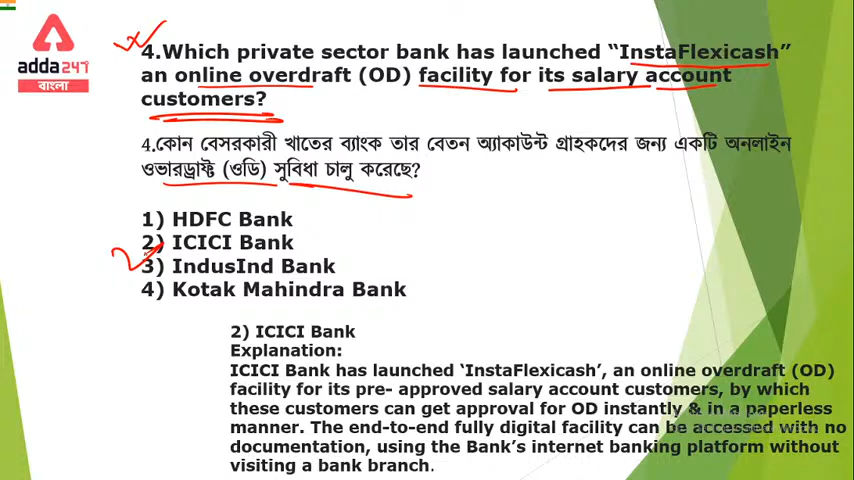 adda247
বাংলা
4.Which private sector bank has launched “InstaFlexicash”
an online overdraft (OD) facility for its salary account
customers?
4.কোন বেসরকারী খাতের ব্যাংক তার বেতন অ্যাকাউন্ট গ্রাহকদের জন্য একটি অনলাইন
ওভারড্রাফ্ট (ওডি) সুবিধা চালু করেছে?
1) HDFC Bank
2) ICICI Bank
3) IndusInd Bank
4) Kotak Mahindra Bank
2) ICICI Bank
Explanation:
ICICI Bank has launched ‘InstaFlexicash’, an online overdraft (OD)
facility for its pre- approved salary account customers, by which
these customers can get approval for OD instantly & in a paperless
manner. The end-to-end fully digital facility can be accessed with no
documentation, using the Bank’s internet banking platform without
visiting a bank branch.